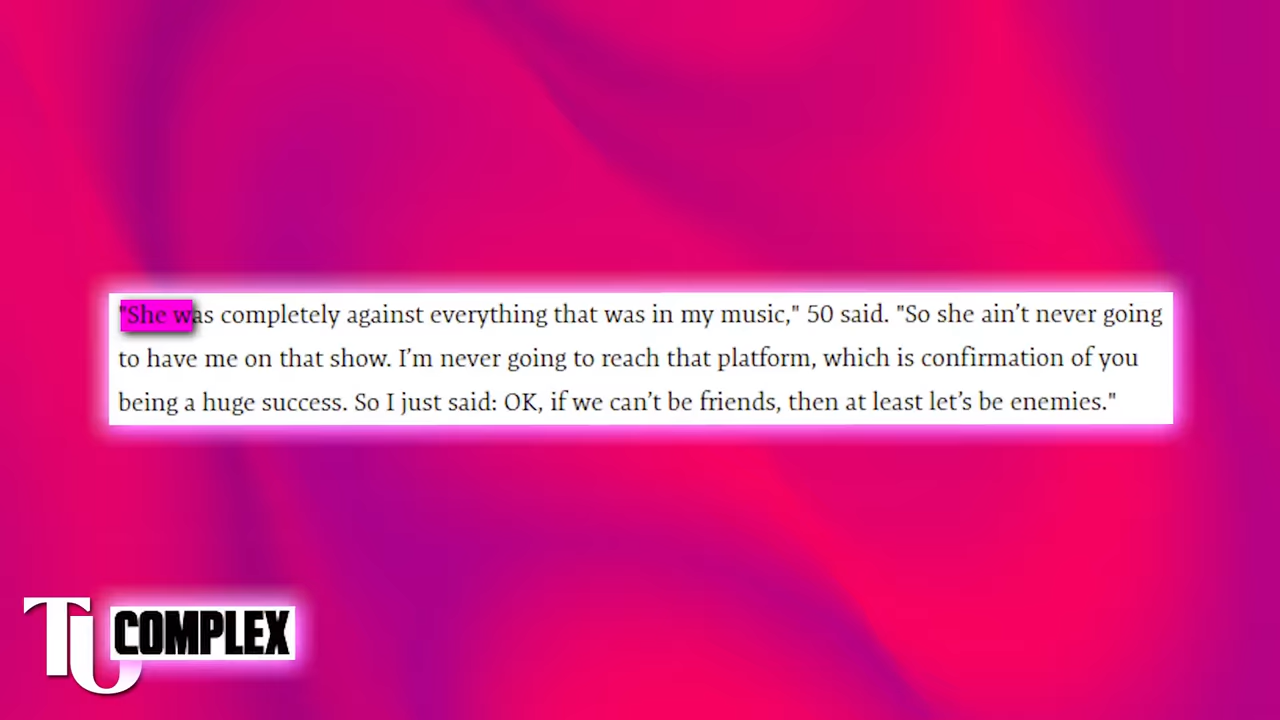 "She was completely against everything that was in my music," 50 said. "So she ain’t never going
to have me on that show. I’m never going to reach that platform, which is confirmation of you
being a huge success. So I just said: OK, if we can’t be friends, then at least let’s be enemies."
TU
COMPLEX